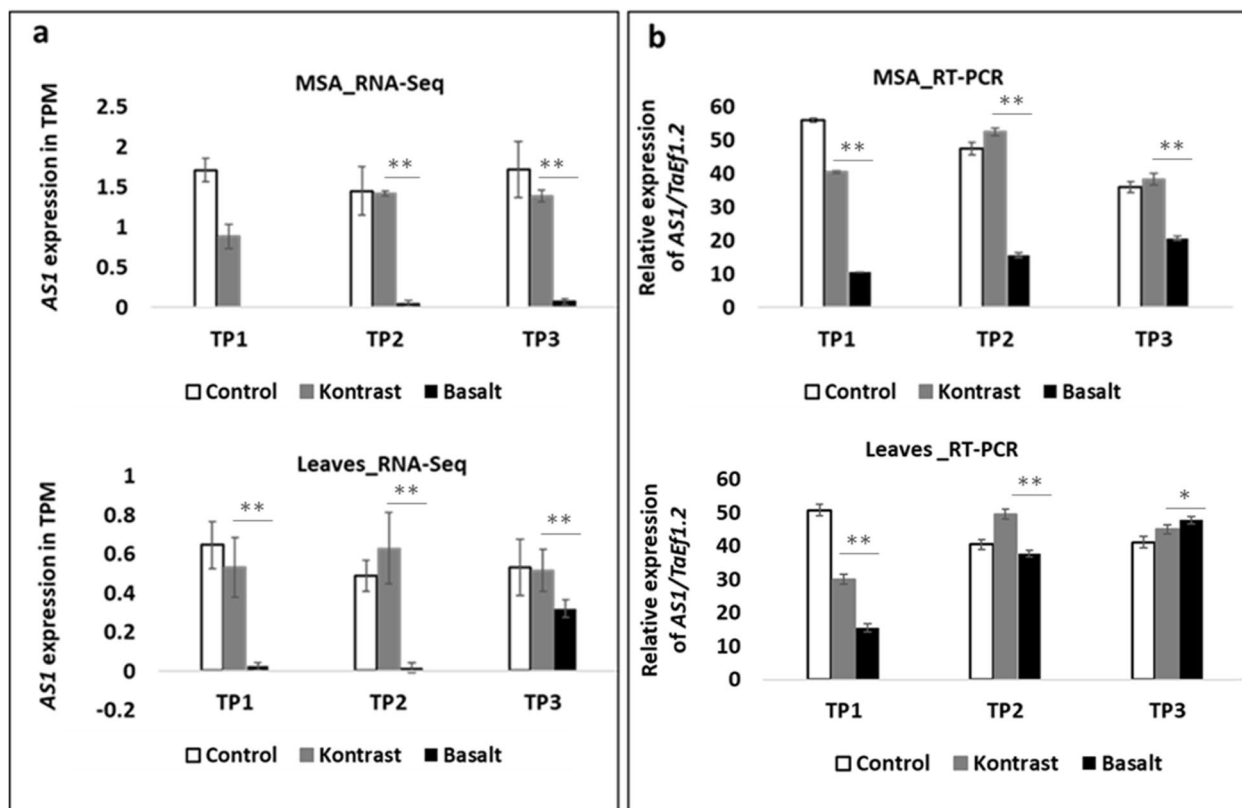 a
MSA_RNA-Seq
AS1 expression in TPM
2.5
2
1.5
1
0.5
0
**
**
TP1 TP2 TP3
Control Kontrast Basalt
Leaves_RNA-Seq
AS1 expression in TPM
1
0.8
0.6
0.4
0.2
0
-0.2
**
**
**
TP1 TP2 TP3
Control Kontrast Basalt
b
MSA_RT-PCR
Relative expression
of AS1/TaEf1.2
60
50
40
30
20
10
0
**
**
**
TP1 TP2 TP3
Control Kontrast Basalt
Leaves _RT-PCR
Relative expression
of AS1/TaEf1.2
60
50
40
30
20
10
0
**
**
*
TP1 TP2 TP3
Control Kontrast Basalt